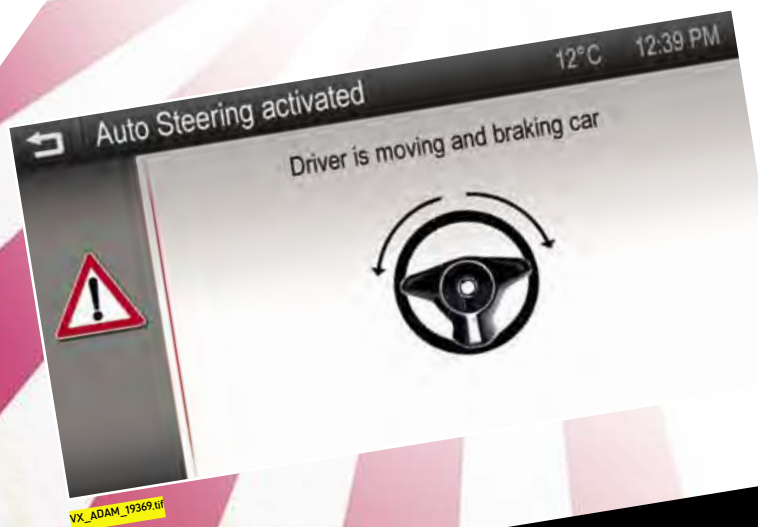 Auto Steering activated 12°C 12:39 PM
Driver is moving and braking car
VX_ADAM_19369.tif